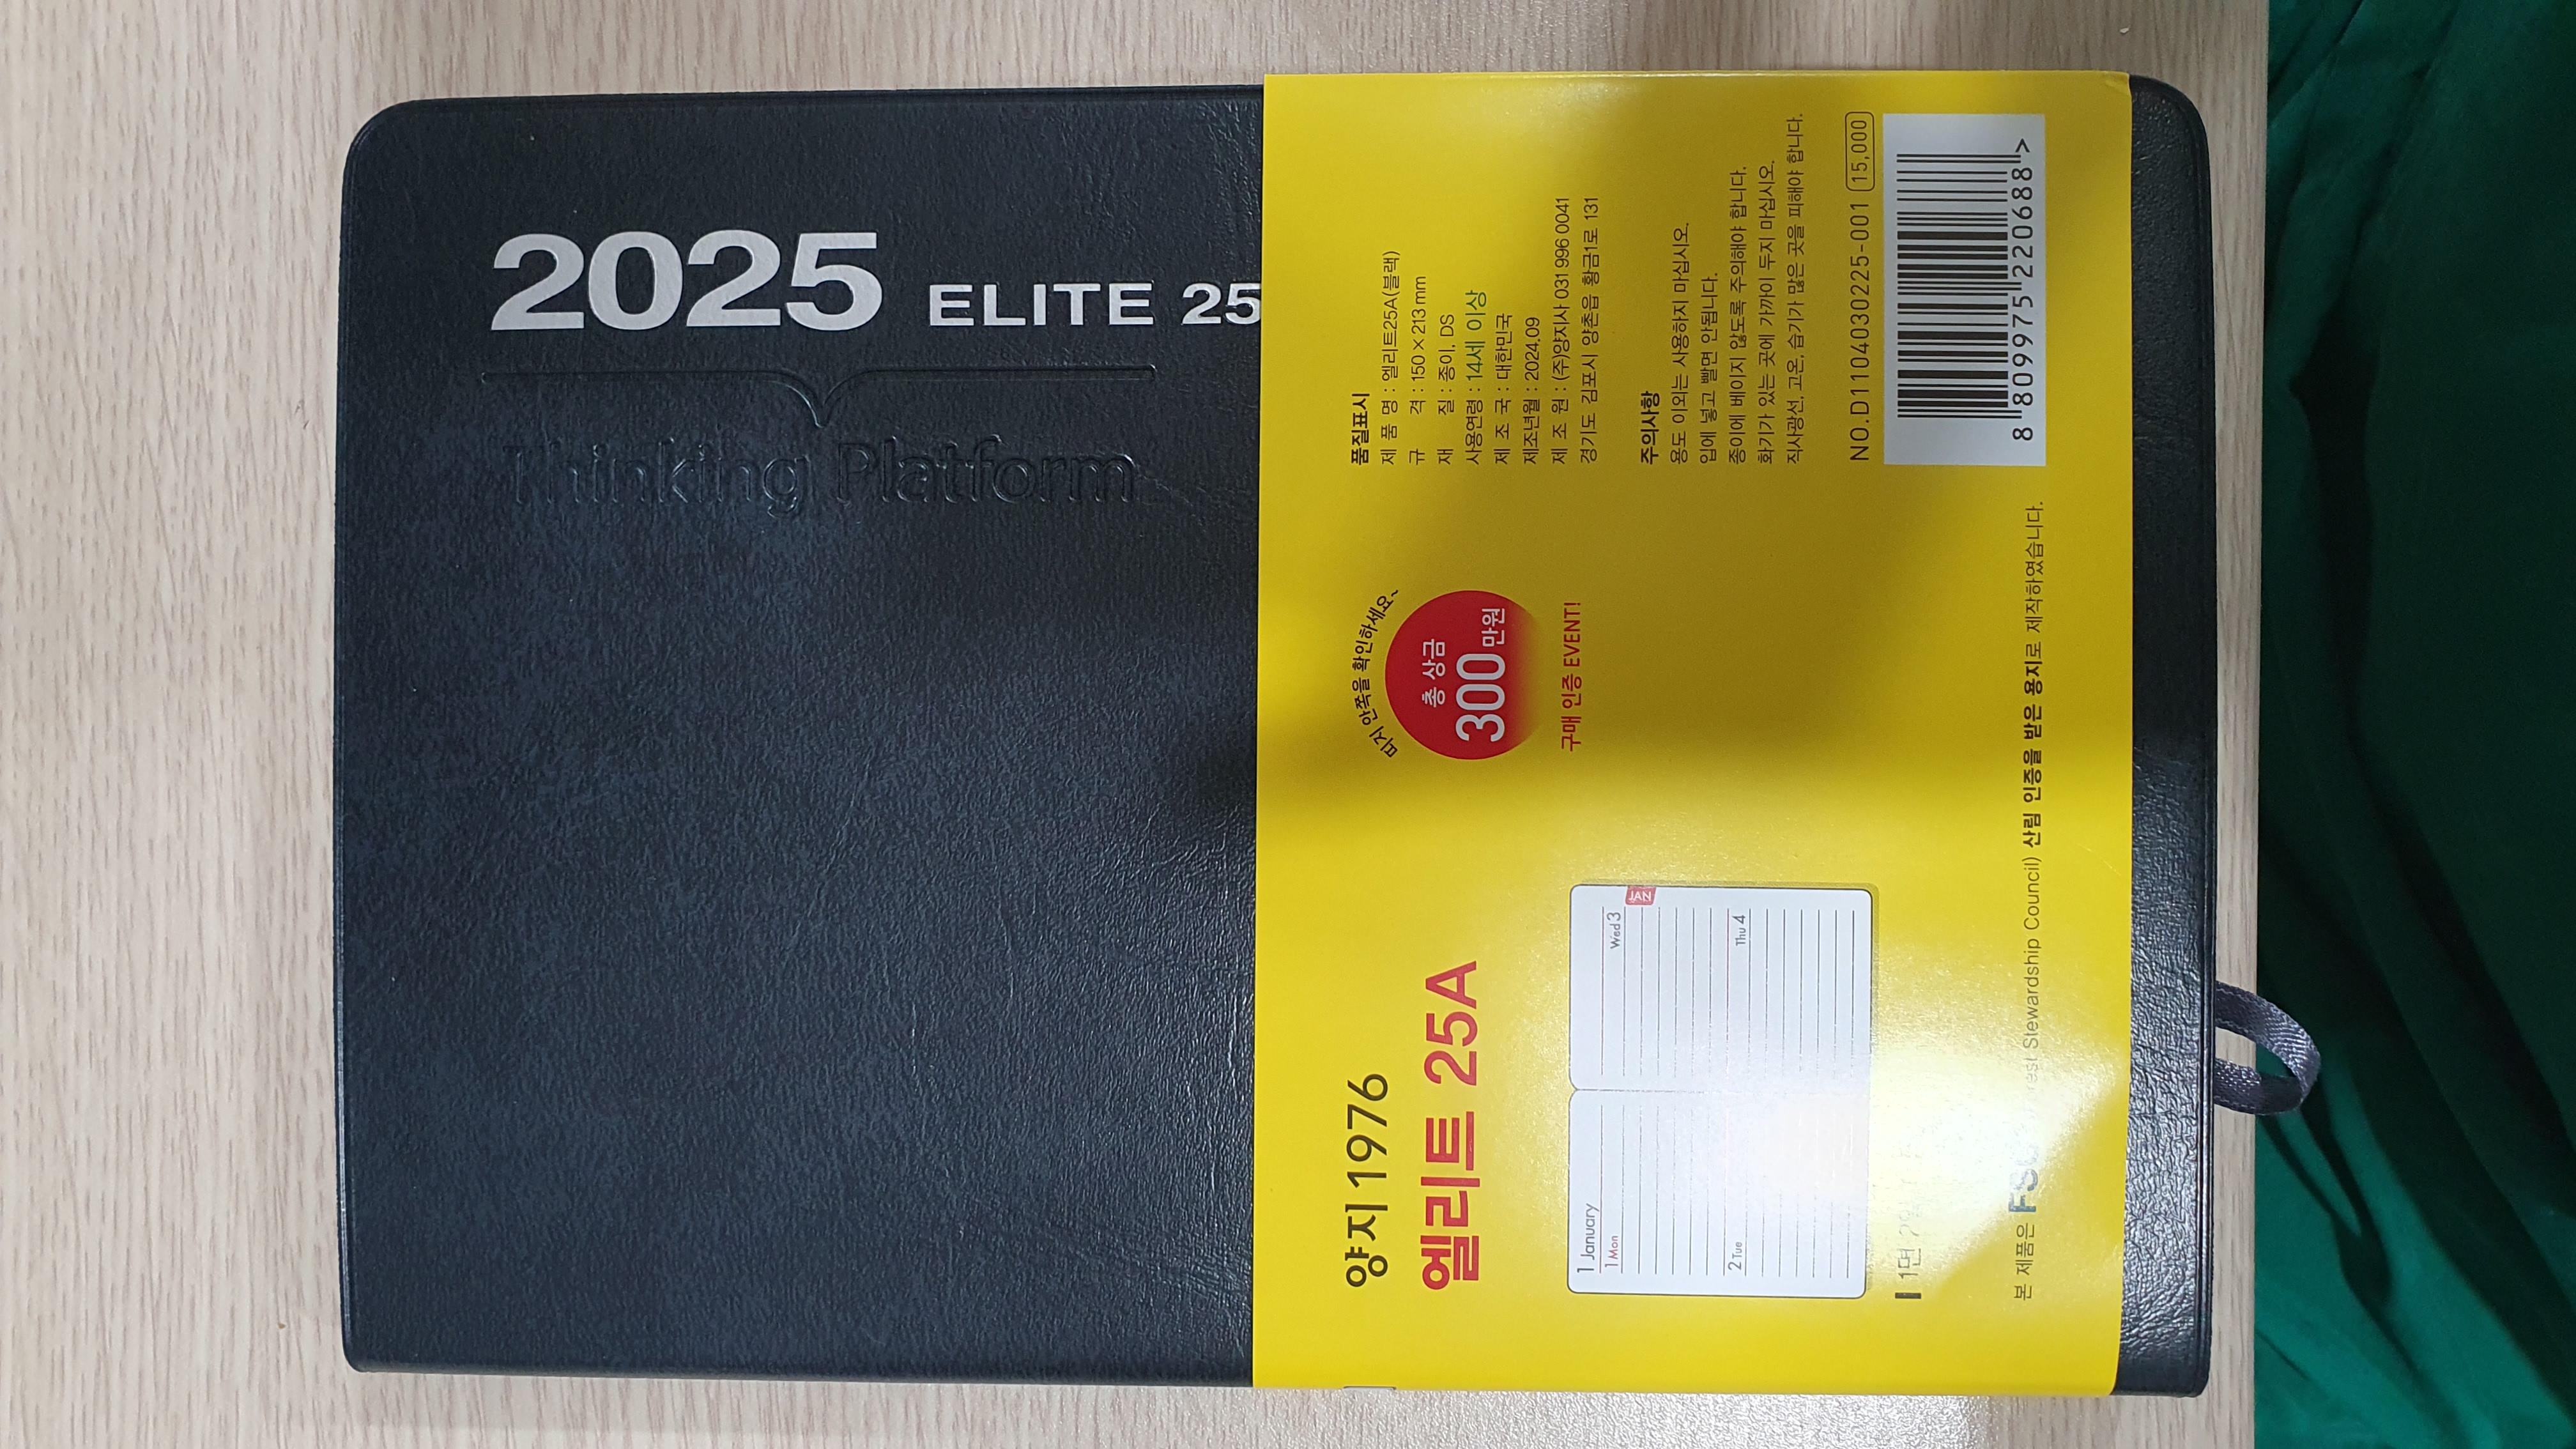 2025 ELITE 25
Thinking Platform
양지 1976
엘리트 25A
띠지 안쪽을 확인하세요~
총 상금
300만원
구매 인증 EVENT!
품질표시
제 품 명 : 엘리트25A(블랙)
규 격 : 150 × 213 mm
재 질 : 종이, DS
사용연령 : 14세 이상
제 조 국 : 대한민국
제조년월 : 2024.09
제 조 원 : (주)양지사 031 996 0041
경기도 김포시 양촌읍 황금1로 131
주의사항
용도 이외는 사용하지 마십시오.
입에 넣고 빨면 안됩니다.
종이에 베이지 않도록 주의해야 합니다.
화기가 있는 곳에 가까이 두지 마십시오.
직사광선, 고온, 습기가 많은 곳을 피해야 합니다.
1 January
1 Mon
2 Tue
Wed 3
Thu 4
JAN
1면 2일
NO.D1104030225-001 15,000
8 809975 220688 >
본 제품은 Stewardship Council) 산림 인증을 받은 용지로 제작하였습니다.